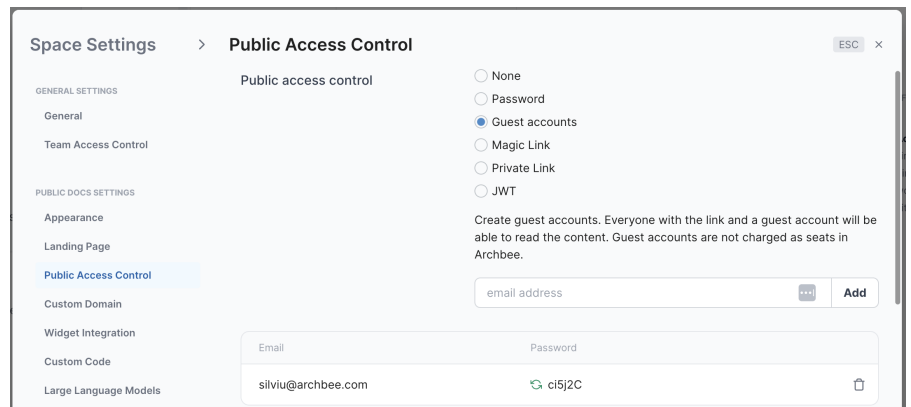 Space Settings
Public Access Control
ESC
GENERAL SETTINGS
General
Team Access Control
PUBLIC DOCS SETTINGS
Appearance
Landing Page
Public Access Control
Custom Domain
Widget Integration
Custom Code
Large Language Models
Public access control
None
Password
Guest accounts
Magic Link
Private Link
JWT
Create guest accounts. Everyone with the link and a guest account will be
able to read the content. Guest accounts are not charged as seats in
Archbee.
email address
Add
Email Password
silviu@archbee.com ci5j2C